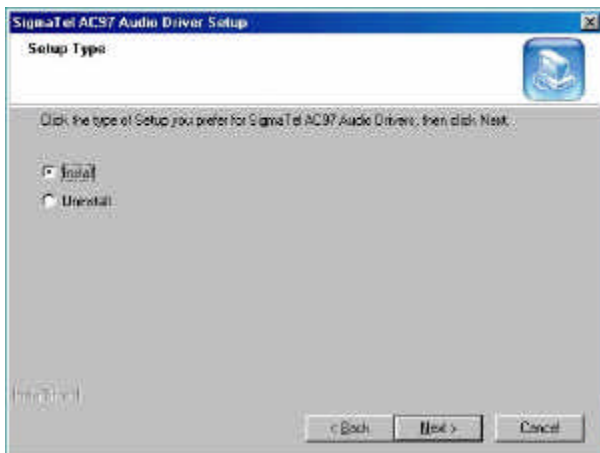 SigmaTel AC97 Audio Driver Setup
Setup Type
Click the type of Setup you prefer for SigmaTel AC97 Audio Drivers, then click Next.
Install
Uninstall
InstallShield
< Back
Next >
Cancel